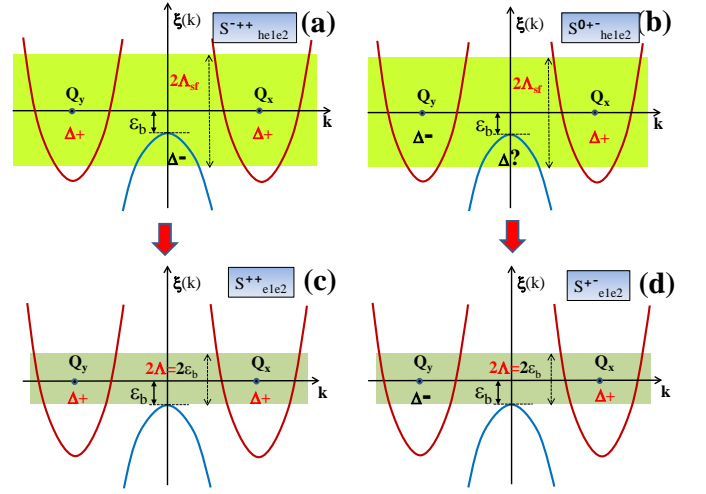 ξ(k)
S⁻⁺⁺he1e2
(a)
2Λsf
Qy
Qx
εb
k
Δ+
Δ+
Δ-
ξ(k)
S⁰⁺⁻he1e2
(b)
2Λsf
Qy
Qx
εb
k
Δ-
Δ+
Δ?
ξ(k)
S⁺⁺e1e2
(c)
Qy
2Λ=2εb
Qx
k
Δ+
εb
Δ+
ξ(k)
S⁺⁻e1e2
(d)
Qy
2Λ=2εb
Qx
k
Δ-
εb
Δ+